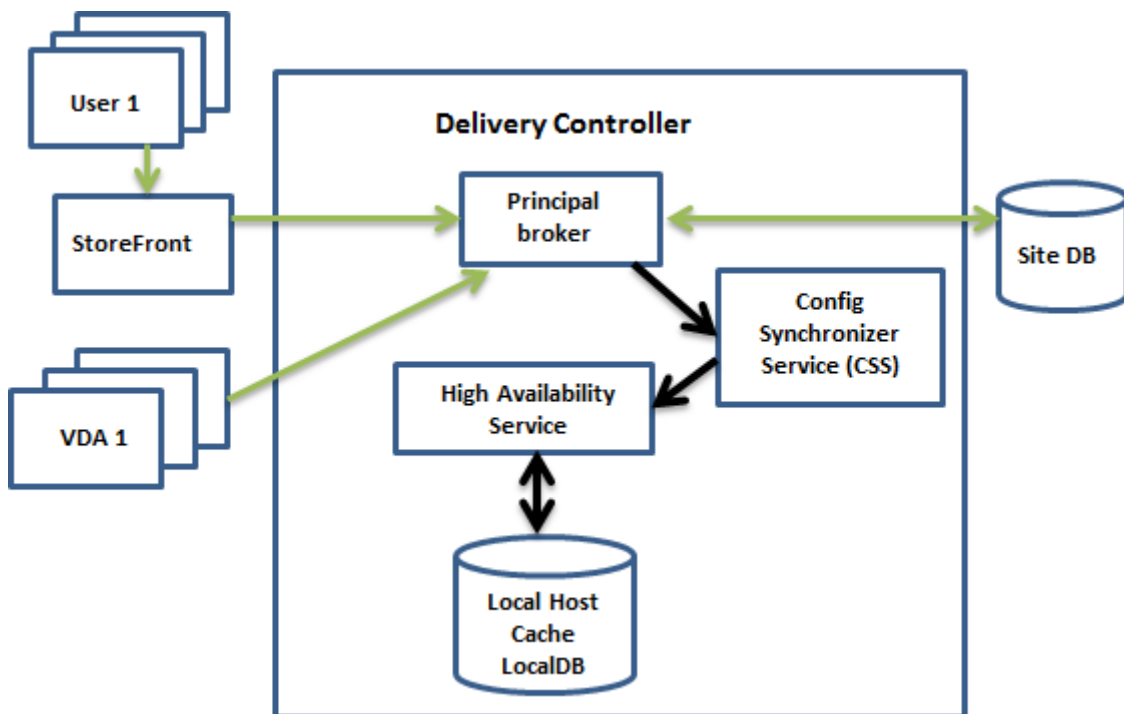 User 1
Delivery Controller
Principal
broker
StoreFront
Site DB
Config
Synchronizer
Service (CSS)
High Availability
Service
VDA 1
Local Host
Cache
LocalDB